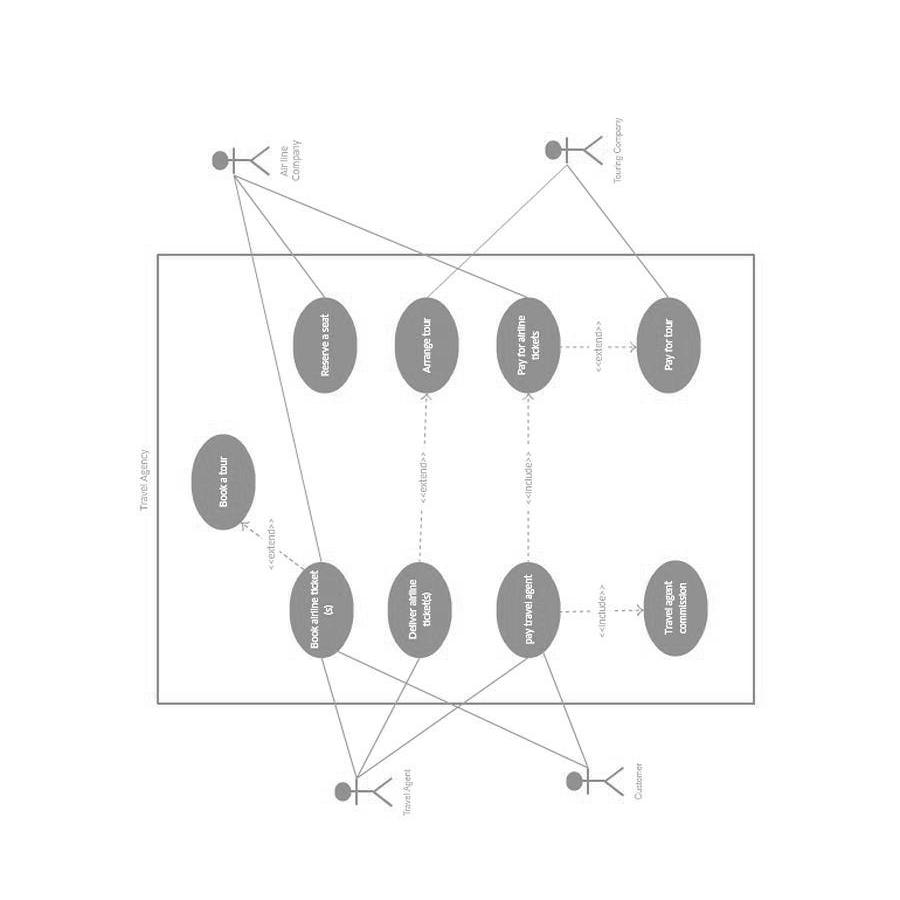 Travel Agency
Travel Agent
Customer
Air line
Company
Touring Company
Book a tour
<<extend>>
Book airline ticket
(s)
Reserve a seat
Deliver airline
ticket(s)
<<extend>>
Arrange tour
pay travel agent
<<include>>
Pay for airline
tickets
<<include>>
Travel agent
commission
<<extend>>
Pay for tour